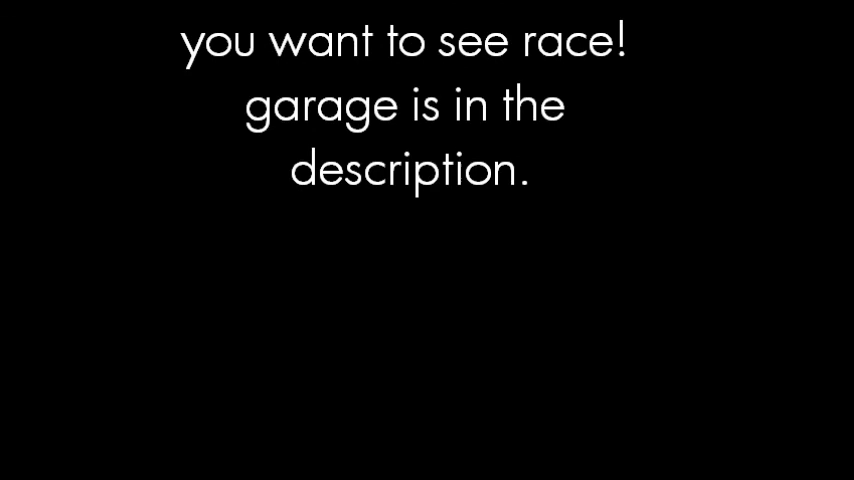 you want to see race!
garage is in the
description.